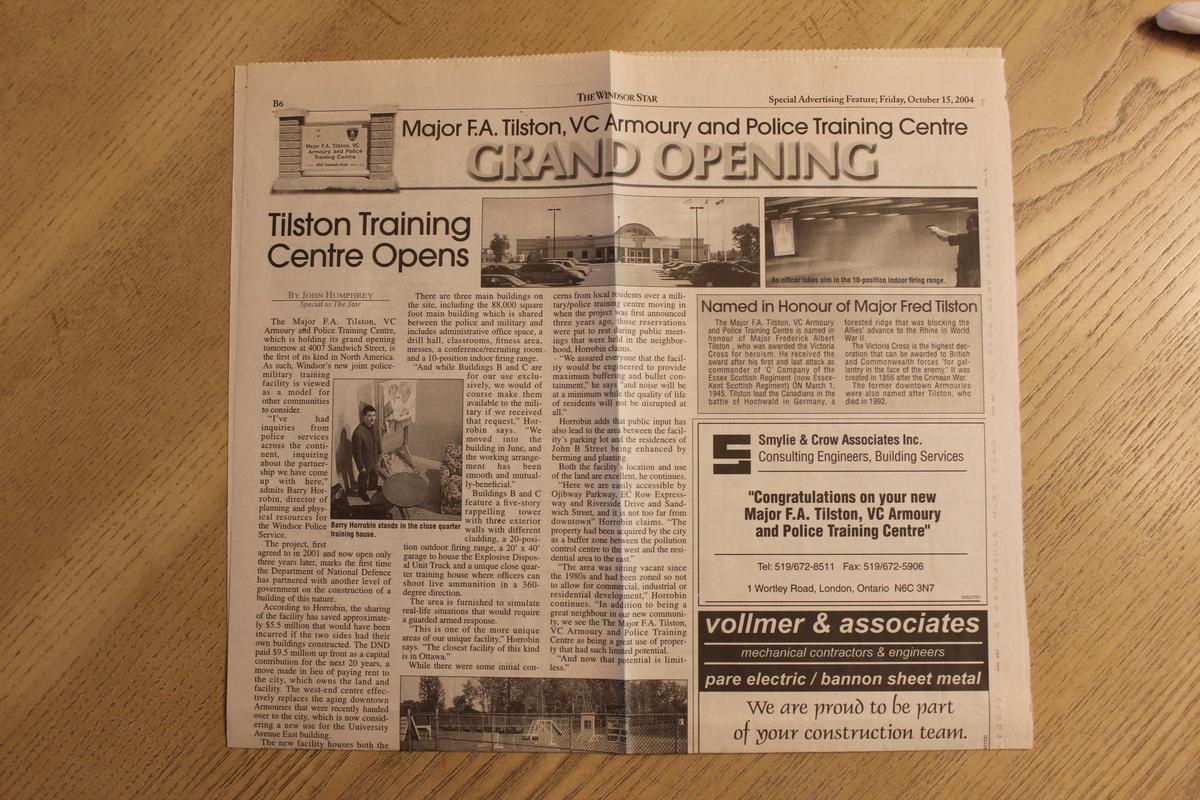 B6
THE WINDSOR STAR
Special Advertising Feature; Friday, October 15, 2004
Major F.A. Tilston, VC
Armoury and Police
Training Centre
Major F.A. Tilston, VC Armoury and Police Training Centre
GRAND OPENING
Tilston Training
Centre Opens
An officer takes aim in the 10-position indoor firing range.
BY JOHN HUMPHREY
Special to The Star
The Major F.A. Tilston, VC
Armoury and Police Training Centre,
which is holding its grand opening
tomorrow at 4007 Sandwich Street, is
the first of its kind in North America.
As such, Windsor's new joint police-
military training
facility is viewed
as a model for
other communities
to consider.
"I've had
inquiries from
police services
across the conti-
nent, inquiring
about the partner-
ship we have come
up with here,"
admits Barry Hor-
robin, director of
planning and phys-
ical resources for
the Windsor Police
Service.
The project, first
agreed to in 2001 and now open only
three years later, marks the first time
the Department of National Defence
has partnered with another level of
government on the construction of a
building of this nature.
According to Horrobin, the sharing
of the facility has saved approximate-
ly $5.5 million that would have been
incurred if the two sides had their
own buildings constructed. The DND
paid $9.5 million up front as a capital
contribution for the next 20 years, a
move made in lieu of paying rent to
the city, which owns the land and
facility. The west-end centre effec-
tively replaces the aging downtown
Armouries that were recently handed
over to the city, which is now consid-
ering a new use for the University
Avenue East building.
The new facility houses both the
There are three main buildings on
the site, including the 88,000 square
foot main building which is shared
between the police and military and
includes administrative office space, a
drill hall, classrooms, fitness area,
messes, a conference/recruiting room
and a 10-position indoor firing range.
"And while Buildings B and C are
for our use exclu-
sively, we would of
course make them
available to the mili-
tary if we received
that request," Hor-
robin says. "We
moved into the
building in June, and
the working arrange-
ment has been
smooth and mutual-
ly-beneficial."
Buildings B and C
feature a five-story
rappelling tower
with three exterior
walls with different
cladding, a 20-posi-
tion outdoor firing range, a 20' x 40'
garage to house the Explosive Dispos-
al Unit Truck and a unique close quar-
ter training house where officers can
shoot live ammunition in a 360-
degree direction.
The area is furnished to simulate
real-life situations that would require
a guarded armed response.
"This is one of the more unique
areas of our unique facility," Horrobin
says. "The closest facility of this kind
is in Ottawa."
While there were some initial con-
Barry Horrobin stands in the close quarter
training house.
cerns from local residents over a mili-
tary/police training centre moving in
when the project was first announced
three years ago, those reservations
were put to rest during public meet-
ings that were held in the neighbor-
hood, Horrobin claims.
"We assured everyone that the facil-
ity would be engineered to provide
maximum buffering and bullet con-
tainment," he says "and noise will be
at a minimum while the quality of life
of residents will not be disrupted at
all."
Horrobin adds that public input has
also lead to the area between the facil-
ity's parking lot and the residences of
John B Street being enhanced by
berming and planting.
Both the facility's location and use
of the land are excellent, he continues.
"Here we are easily accessible by
Ojibway Parkway, EC Row Express-
way and Riverside Drive and Sand-
wich Street, and it is not too far from
downtown" Horrobin claims. "The
property had been acquired by the city
as a buffer zone between the pollution
control centre to the west and the resi-
dential area to the east."
"The area was sitting vacant since
the 1980s and had been zoned so not
to allow for commercial, industrial or
residential development," Horrobin
continues. "In addition to being a
great neighbour in our new communi-
ty, we see the The Major F.A. Tilston,
VC Armoury and Police Training
Centre as being a great use of proper-
ty that had such limited potential.
"And now that potential is limit-
less."
Named in Honour of Major Fred Tilston
The Major F.A. Tilston, VC Armoury
and Police Training Centre is named in
honour of Major Frederick Albert
Tilston , who was awarded the Victoria
Cross for heroism. He received the
award after his first and last attack as
commander of 'C' Company of the
Essex Scottish Regiment (now Essex-
Kent Scottish Regiment) ON March 1,
1945. Tilston lead the Canadians in the
battle of Hochwald in Germany, a
forested ridge that was blocking the
Allies' advance to the Rhine in World
War II.
The Victoria Cross is the highest dec-
oration that can be awarded to British
and Commonwealth forces 'for gal-
lantry in the face of the enemy.' It was
created in 1856 after the Crimean War.
The former downtown Armouries
were also named after Tilston, who
died in 1992.
Smylie & Crow Associates Inc.
Consulting Engineers, Building Services
"Congratulations on your new
Major F.A. Tilston, VC Armoury
and Police Training Centre"
Tel: 519/672-8511 Fax: 519/672-5906
1 Wortley Road, London, Ontario N6C 3N7
vollmer & associates
mechanical contractors & engineers
pare electric / bannon sheet metal
We are proud to be part
of your construction team.